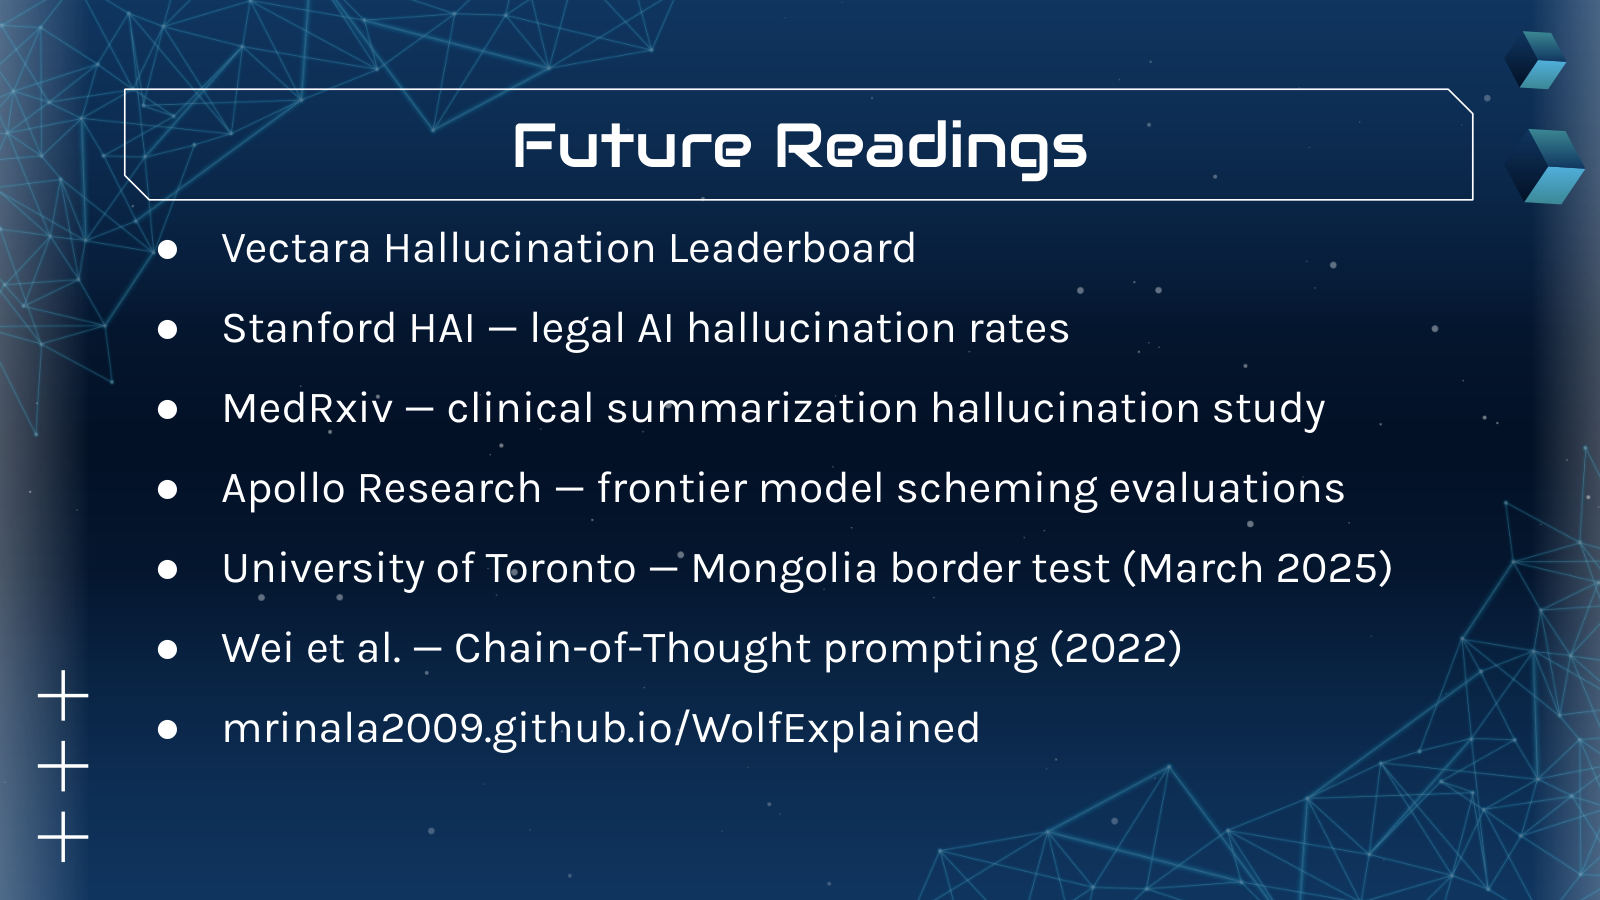 Future Readings
● Vectara Hallucination Leaderboard
● Stanford HAI — legal AI hallucination rates
● MedRxiv — clinical summarization hallucination study
● Apollo Research — frontier model scheming evaluations
● University of Toronto — Mongolia border test (March 2025)
● Wei et al. — Chain-of-Thought prompting (2022)
● mrinala2009.github.io/WolfExplained